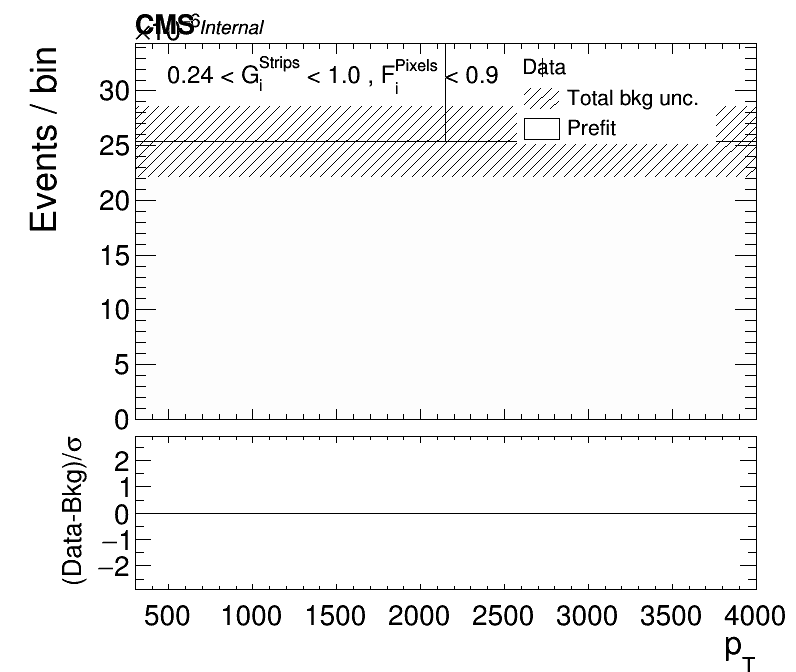 CMS Internal
×10⁻⁶
0.24 < G_i^Strips < 1.0 , F_i^Pixels < 0.9
Data
Total bkg unc.
Prefit
Events / bin
30
25
20
15
10
5
0
(Data-Bkg)/σ
2
1
0
−1
−2
500 1000 1500 2000 2500 3000 3500 4000
p_T